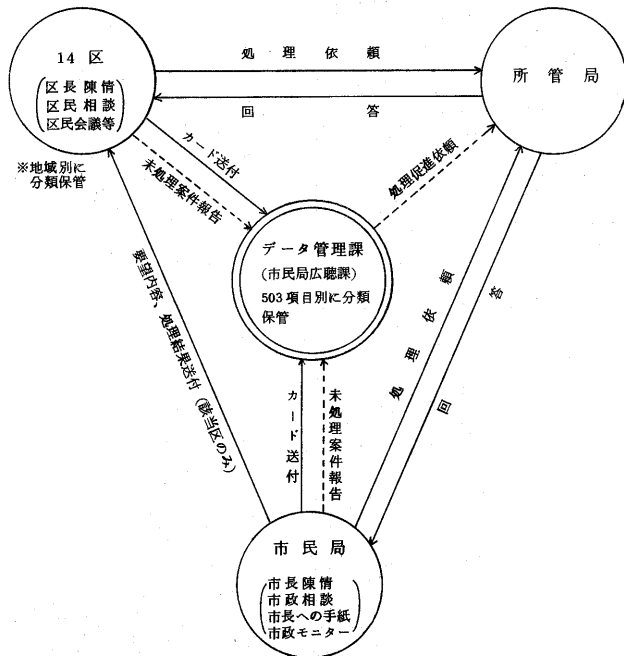 14 区
区長陳情
区民相談
区民会議等
※地域別に
分類保管
処理依頼
回答
所管局
カード送付
未処理案件報告
処理促進依頼
データ管理課
(市民局広聴課)
503項目別に分類
保管
要望内容、処理結果送付(該当区のみ)
カード送付
未処理案件報告
処理依頼
回答
市民局
市長陳情
市政相談
市長への手紙
市政モニター